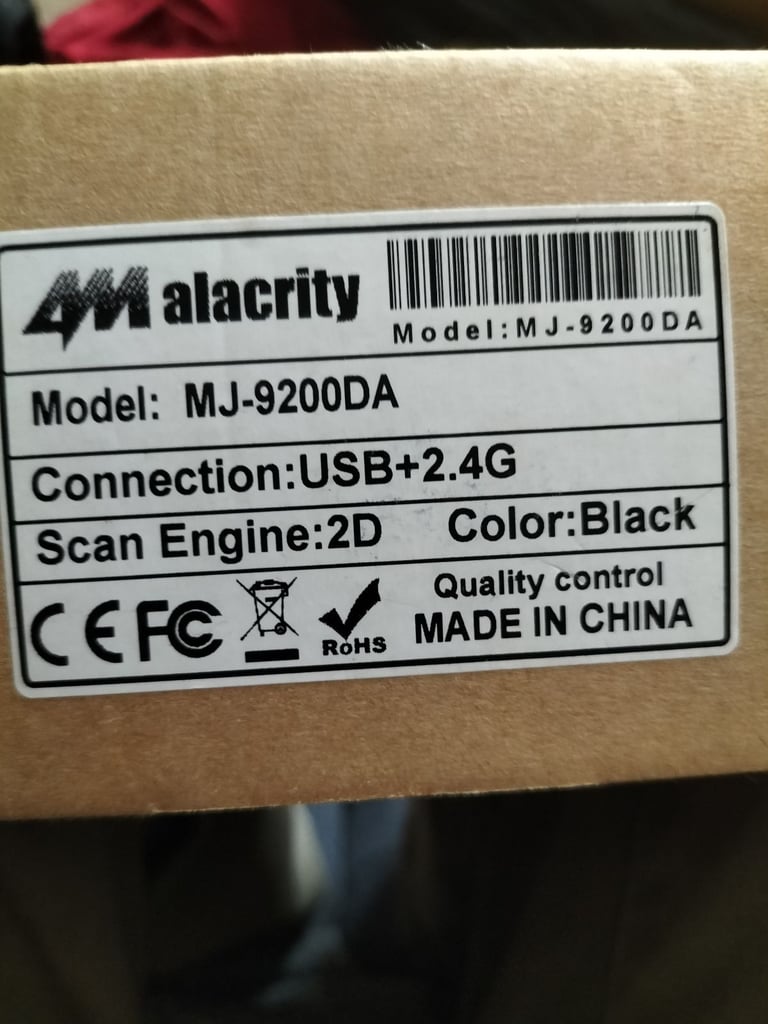 alacrity
Model:MJ-9200DA
Model: MJ-9200DA
Connection:USB+2.4G
Scan Engine:2D Color:Black
CE FC RoHS
Quality control
MADE IN CHINA